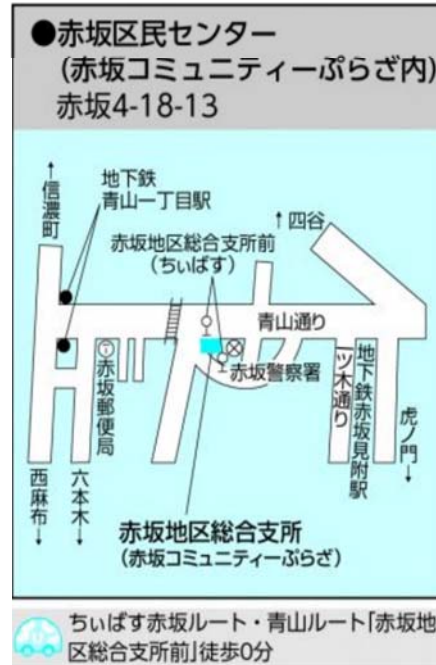 ●赤坂区民センター
(赤坂コミュニティーぷらざ内)
赤坂4-18-13
↑信濃町
地下鉄
青山一丁目駅
↑四谷
赤坂地区総合支所前
(ちぃばす)
青山通り
赤坂警察署
赤坂郵便局
一ツ木通り
地下鉄赤坂見附駅
虎ノ門→
西麻布→
六本木→
赤坂地区総合支所
(赤坂コミュニティーぷらざ)
ちぃばす赤坂ルート・青山ルート「赤坂地
区総合支所前」徒歩0分